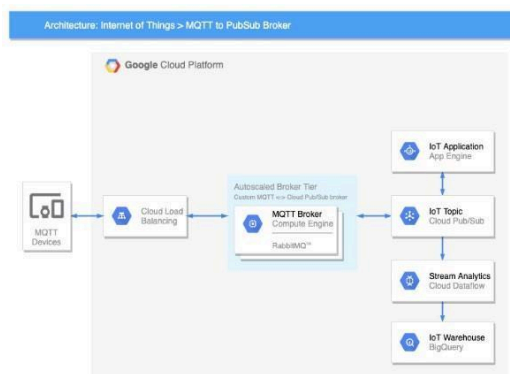 Architecture: Internet of Things > MQTT to PubSub Broker
Google Cloud Platform
IoT Application
App Engine
Autoscaled Broker Tier
Custom MQTT <=> Cloud Pub/Sub broker
MQTT
Devices
Cloud Load
Balancing
MQTT Broker
Compute Engine
RabbitMQ™
IoT Topic
Cloud Pub/Sub
Stream Analytics
Cloud Dataflow
IoT Warehouse
BigQuery